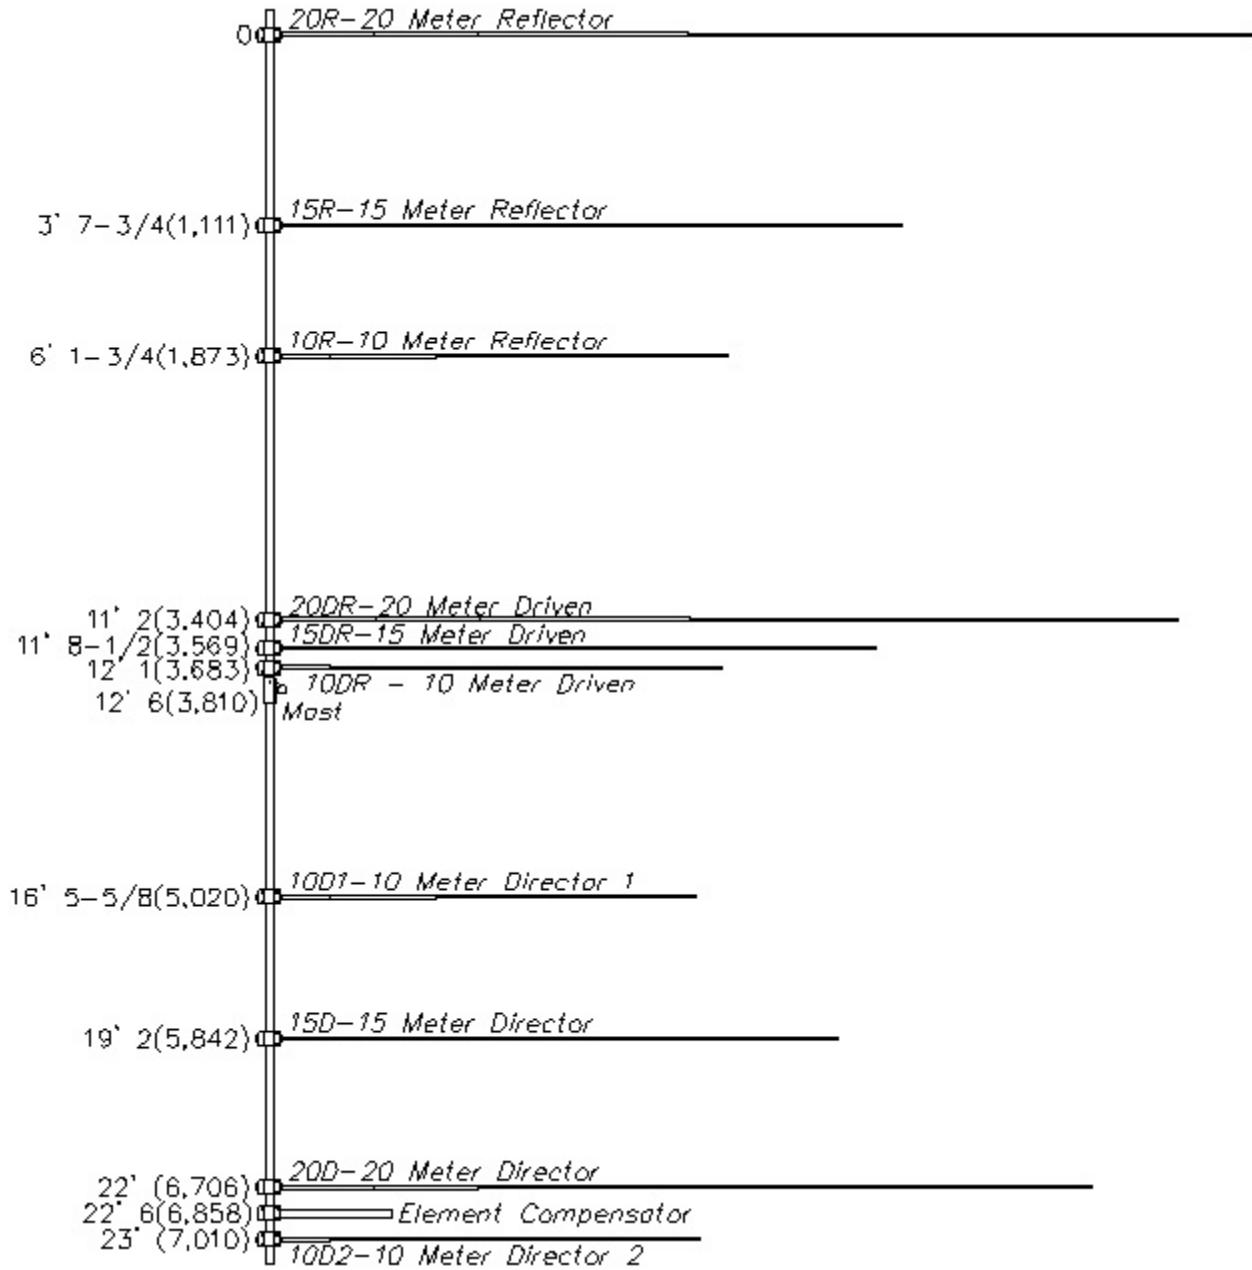 20R-20 Meter Reflector
0
15R-15 Meter Reflector
3' 7-3/4(1,111)
10R-10 Meter Reflector
6' 1-3/4(1,873)
20DR-20 Meter Driven
11' 2(3.404)
15DR-15 Meter Driven
11' 8-1/2(3.569)
12' 1(3.683)
10DR - 10 Meter Driven
12' 6(3,810)
Mast
10D1-10 Meter Director 1
16' 5-5/8(5,020)
15D-15 Meter Director
19' 2(5,842)
20D-20 Meter Director
22' (6,706)
22' 6(6,858)
Element Compensator
23' (7,010)
10D2-10 Meter Director 2